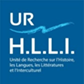 UR
H.L.L.I.
Unité de Recherche sur l'Histoire,
les Langues, les Littératures
et l'Interculturel